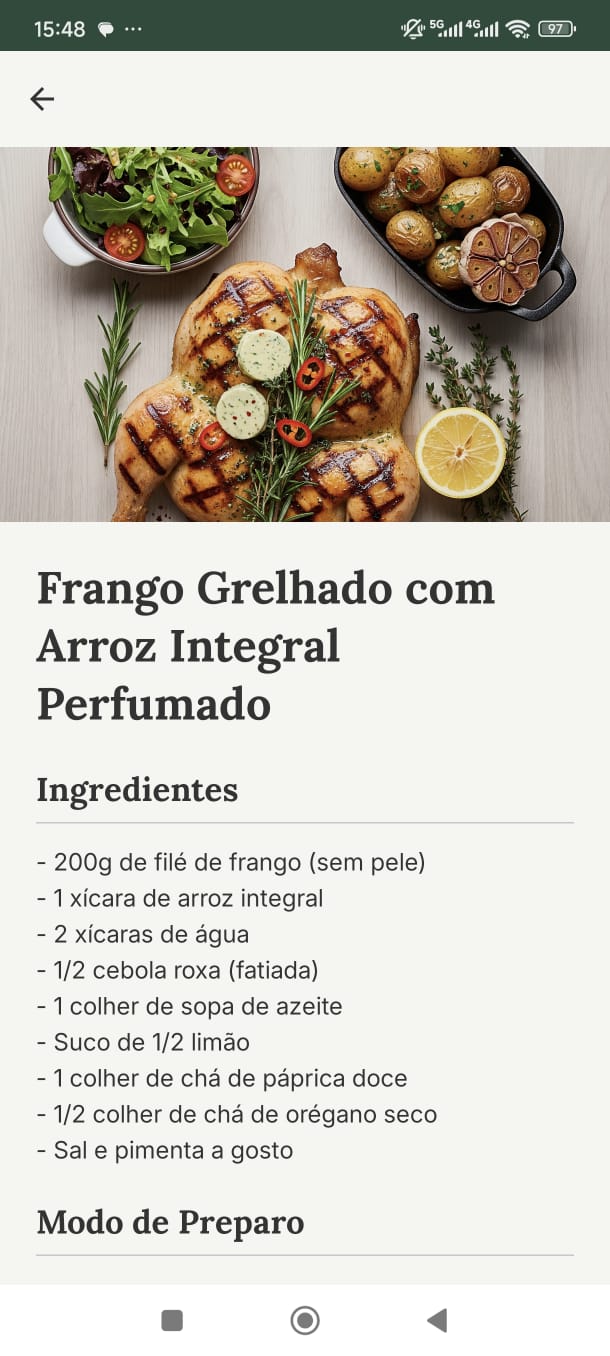 15:48
5G 4G 97
Frango Grelhado com
Arroz Integral
Perfumado
Ingredientes
- 200g de filé de frango (sem pele)
- 1 xícara de arroz integral
- 2 xícaras de água
- 1/2 cebola roxa (fatiada)
- 1 colher de sopa de azeite
- Suco de 1/2 limão
- 1 colher de chá de páprica doce
- 1/2 colher de chá de orégano seco
- Sal e pimenta a gosto
Modo de Preparo